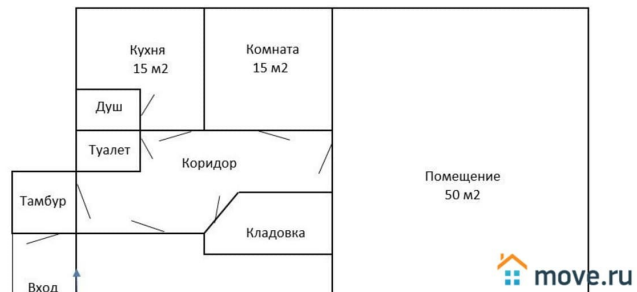 Кухня
15 м2
Комната
15 м2
Душ
Туалет
Коридор
Помещение
50 м2
Тамбур
Кладовка
Вход
move.ru